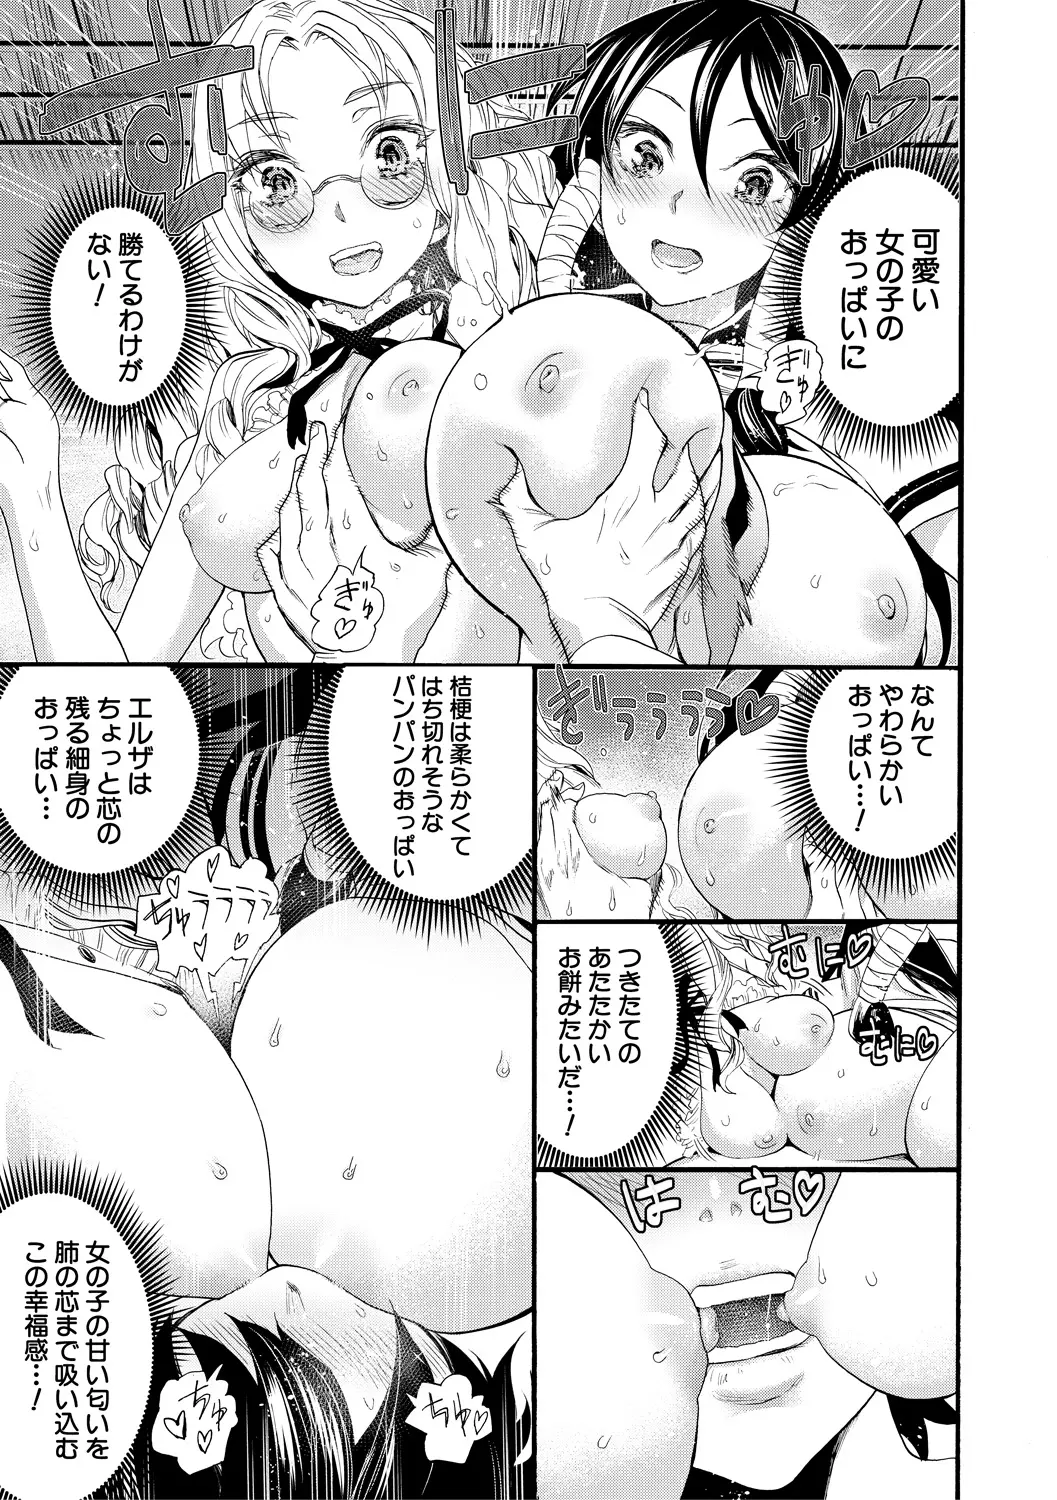 可愛い
女の子の
おっぱいに
勝てるわけが
ない！
むに
ゅ♡
ぎゅ♡
ぎゅ♡
なんて
やわらかい
おっぱい…！
ぎゅうううう♡
つきたての
あたたかい
お餅みたいだ…！
むに♡
むに♡
はむ♡
桔梗は柔らかくて
はち切れそうな
パンパンのおっぱい
エルザは
ちょっと芯の
残る細身の
おっぱい…
女の子の甘い匂いを
肺の芯まで吸い込む
この幸福感…！
ちゅ♡
ちゅ♡